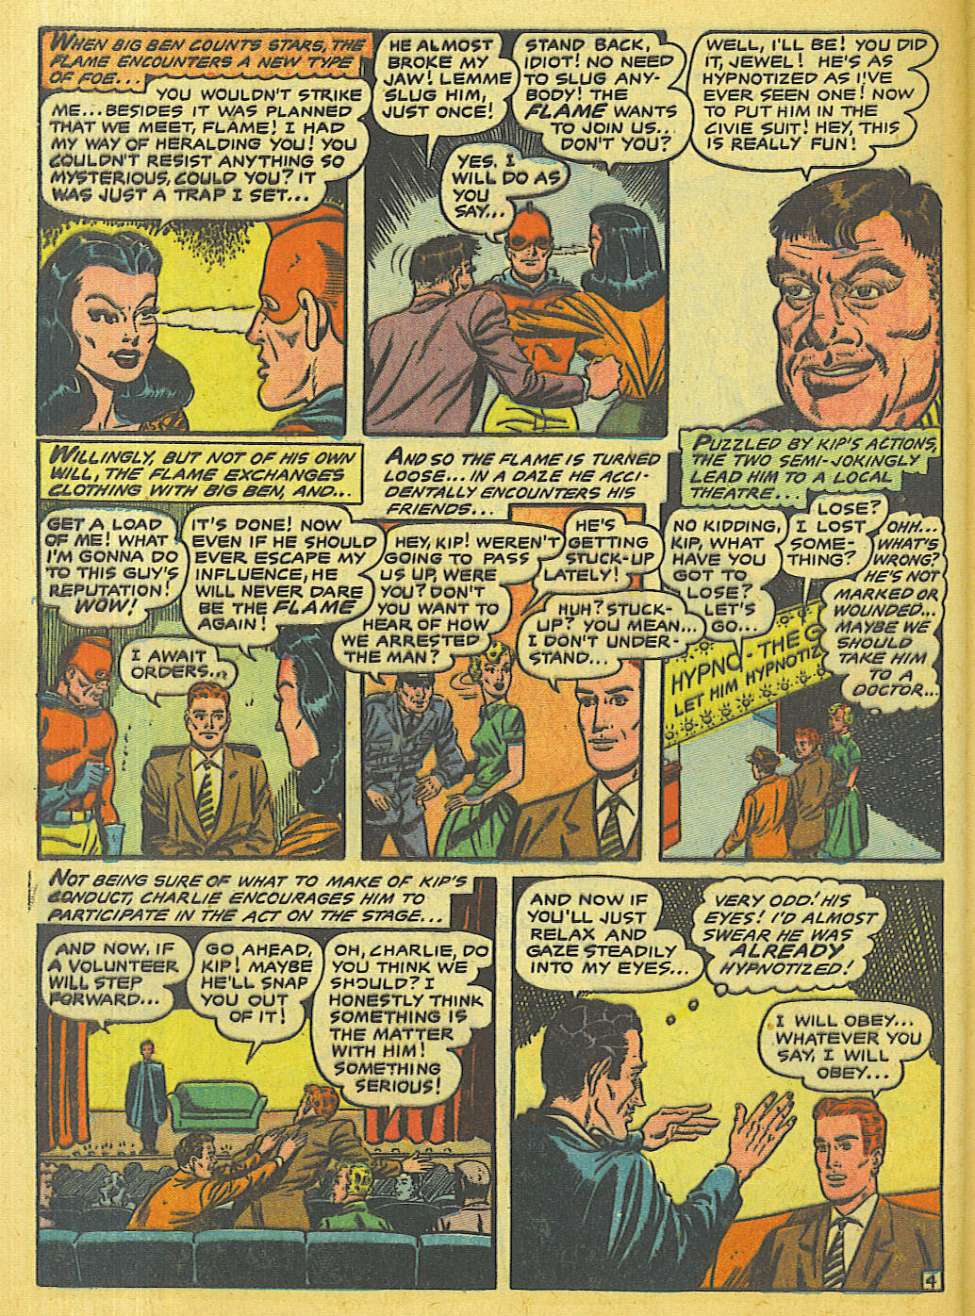 WHEN BIG BEN COUNTS STARS, THE
FLAME ENCOUNTERS A NEW TYPE
OF FOE...
YOU WOULDN'T STRIKE
ME...BESIDES IT WAS PLANNED
THAT WE MEET, FLAME! I HAD
MY WAY OF HERALDING YOU! YOU
COULDN'T RESIST ANYTHING SO
MYSTERIOUS, COULD YOU? IT
WAS JUST A TRAP I SET...
HE ALMOST
BROKE MY
JAW! LEMME
SLUG HIM,
JUST ONCE!
STAND BACK,
IDIOT! NO NEED
TO SLUG ANY-
BODY! THE
FLAME WANTS
TO JOIN US...
DON'T YOU?
YES, I
WILL DO AS
YOU
SAY...
WELL, I'LL BE! YOU DID
IT, JEWEL! HE'S AS
HYPNOTIZED AS I'VE
EVER SEEN ONE! NOW
TO PUT HIM IN THE
CIVIE SUIT! HEY, THIS
IS REALLY FUN!
WILLINGLY, BUT NOT OF HIS OWN
WILL, THE FLAME EXCHANGES
CLOTHING WITH BIG BEN, AND...
GET A LOAD
OF ME! WHAT
I'M GONNA DO
TO THIS GUY'S
REPUTATION!
WOW!
IT'S DONE! NOW
EVEN IF HE SHOULD
EVER ESCAPE MY
INFLUENCE, HE
WILL NEVER DARE
BE THE FLAME
AGAIN!
I AWAIT
ORDERS...
AND SO THE FLAME IS TURNED
LOOSE... IN A DAZE HE ACCI-
DENTALLY ENCOUNTERS HIS
FRIENDS...
HEY, KIP! WEREN'T
GOING TO PASS
US UP, WERE
YOU? DON'T
YOU WANT TO
HEAR OF HOW
WE ARRESTED
THE MAN?
HE'S
GETTING
STUCK-UP
LATELY!
HUH? STUCK-
UP? YOU MEAN...
I DON'T UNDER-
STAND...
PUZZLED BY KIP'S ACTIONS,
THE TWO SEMI-JOKINGLY
LEAD HIM TO A LOCAL
THEATRE...
NO KIDDING,
KIP, WHAT
HAVE YOU
GOT TO
LOSE?
LET'S
GO...
LOSE?
I LOST
SOME-
THING?
OHH...
WHAT'S
WRONG?
HE'S NOT
MARKED OR
WOUNDED...
MAYBE WE
SHOULD
TAKE HIM
TO A
DOCTOR...
HYPNO-THE G
LET HIM HYPNOTIZ
NOT BEING SURE OF WHAT TO MAKE OF KIP'S
CONDUCT, CHARLIE ENCOURAGES HIM TO
PARTICIPATE IN THE ACT ON THE STAGE...
AND NOW, IF
A VOLUNTEER
WILL STEP
FORWARD...
GO AHEAD,
KIP! MAYBE
HE'LL SNAP
YOU OUT
OF IT!
OH, CHARLIE, DO
YOU THINK WE
SHOULD? I
HONESTLY THINK
SOMETHING IS
THE MATTER
WITH HIM!
SOMETHING
SERIOUS!
AND NOW IF
YOU'LL JUST
RELAX AND
GAZE STEADILY
INTO MY EYES...
VERY ODD! HIS
EYES! I'D ALMOST
SWEAR HE WAS
ALREADY
HYPNOTIZED!
I WILL OBEY...
WHATEVER YOU
SAY, I WILL
OBEY...
4